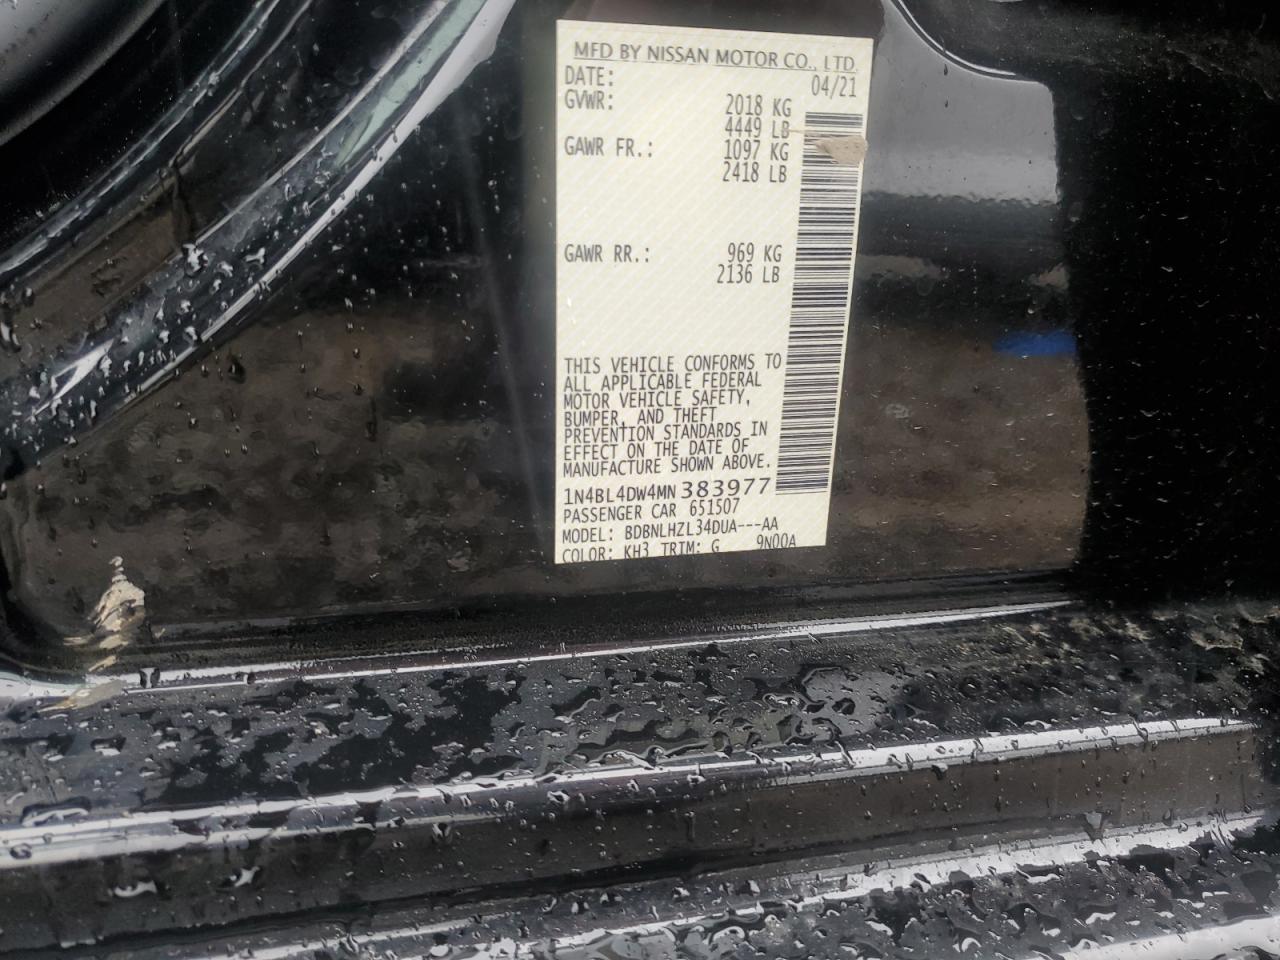 MFD BY NISSAN MOTOR CO., LTD.
DATE: 04/21
GVWR: 2018 KG
4449 LB
GAWR FR.: 1097 KG
2418 LB
GAWR RR.: 969 KG
2136 LB
THIS VEHICLE CONFORMS TO
ALL APPLICABLE FEDERAL
MOTOR VEHICLE SAFETY,
BUMPER, AND THEFT
PREVENTION STANDARDS IN
EFFECT ON THE DATE OF
MANUFACTURE SHOWN ABOVE.
1N4BL4DW4MN383977
PASSENGER CAR 651507
MODEL: BDBNLHZL34DUA---AA
COLOR: KH3 TRIM: G 9N00A